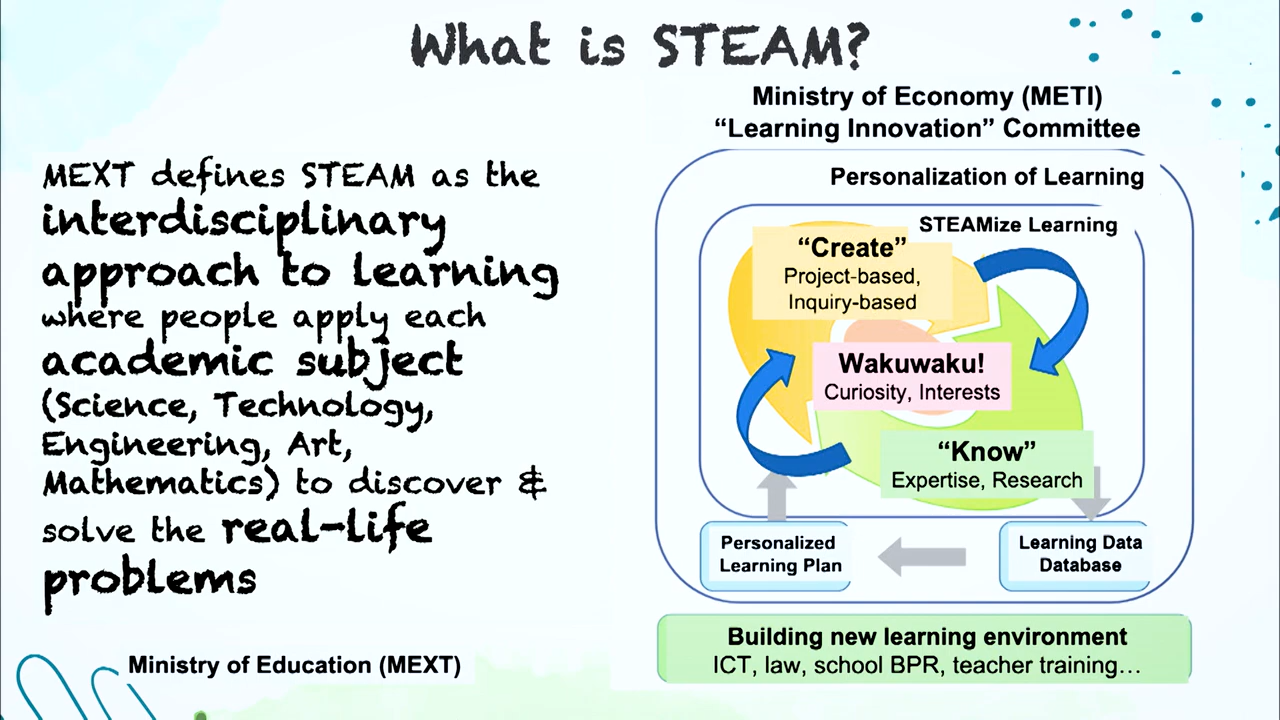 What is STEAM?
MEXT defines STEAM as the
interdisciplinary
approach to learning
where people apply each
academic subject
(Science, Technology,
Engineering, Art,
Mathematics) to discover &
solve the real-life
problems
Ministry of Education (MEXT)
Ministry of Economy (METI)
“Learning Innovation” Committee
Personalization of Learning
STEAMize Learning
“Create”
Project-based,
Inquiry-based
Wakuwaku!
Curiosity, Interests
“Know”
Expertise, Research
Personalized
Learning Plan
Learning Data
Database
Building new learning environment
ICT, law, school BPR, teacher training...